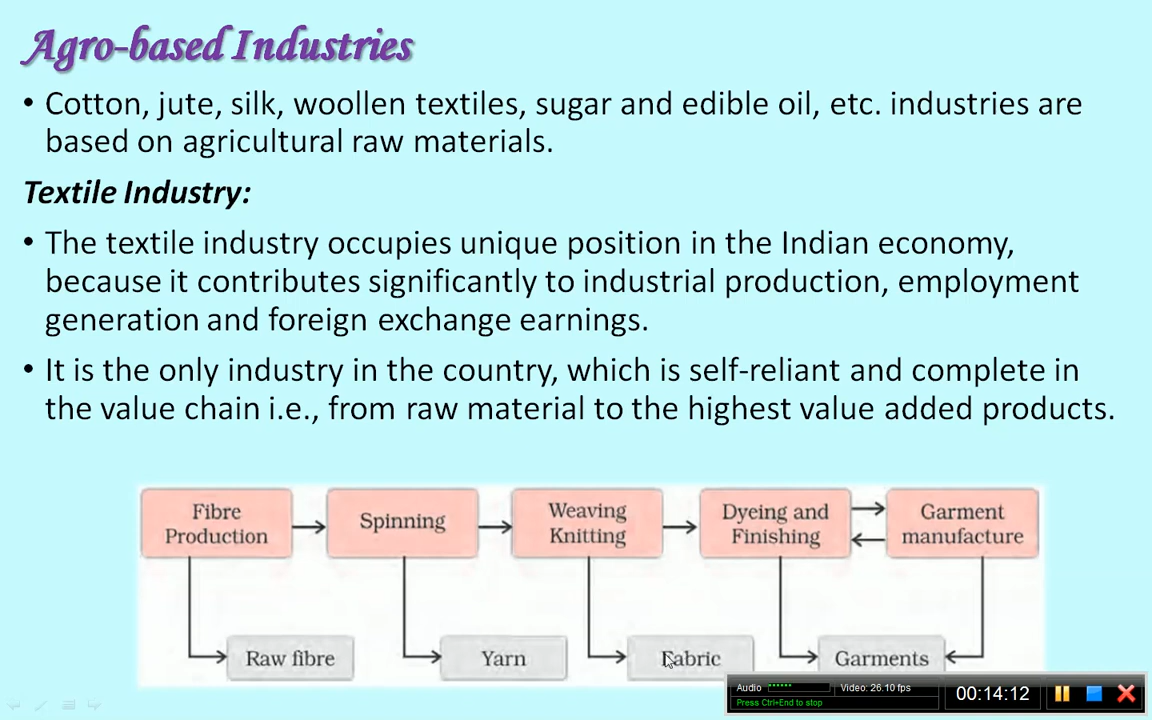 Agro-based Industries
• Cotton, jute, silk, woollen textiles, sugar and edible oil, etc. industries are
based on agricultural raw materials.
Textile Industry:
• The textile industry occupies unique position in the Indian economy,
because it contributes significantly to industrial production, employment
generation and foreign exchange earnings.
• It is the only industry in the country, which is self-reliant and complete in
the value chain i.e., from raw material to the highest value added products.
Fibre Production
Spinning
Weaving Knitting
Dyeing and Finishing
Garment manufacture
Raw fibre
Yarn
Fabric
Garments
Audio
Video: 26.10 fps
Press Ctrl+End to stop
00:14:12